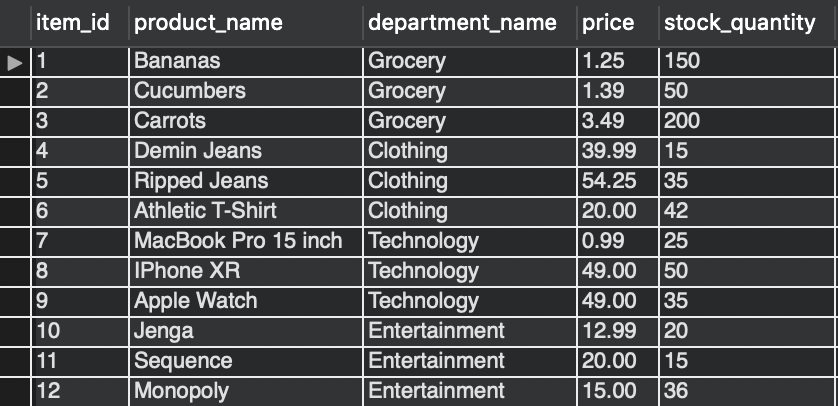 item_id product_name department_name price stock_quantity
1 Bananas Grocery 1.25 150
2 Cucumbers Grocery 1.39 50
3 Carrots Grocery 3.49 200
4 Demin Jeans Clothing 39.99 15
5 Ripped Jeans Clothing 54.25 35
6 Athletic T-Shirt Clothing 20.00 42
7 MacBook Pro 15 inch Technology 0.99 25
8 IPhone XR Technology 49.00 50
9 Apple Watch Technology 49.00 35
10 Jenga Entertainment 12.99 20
11 Sequence Entertainment 20.00 15
12 Monopoly Entertainment 15.00 36